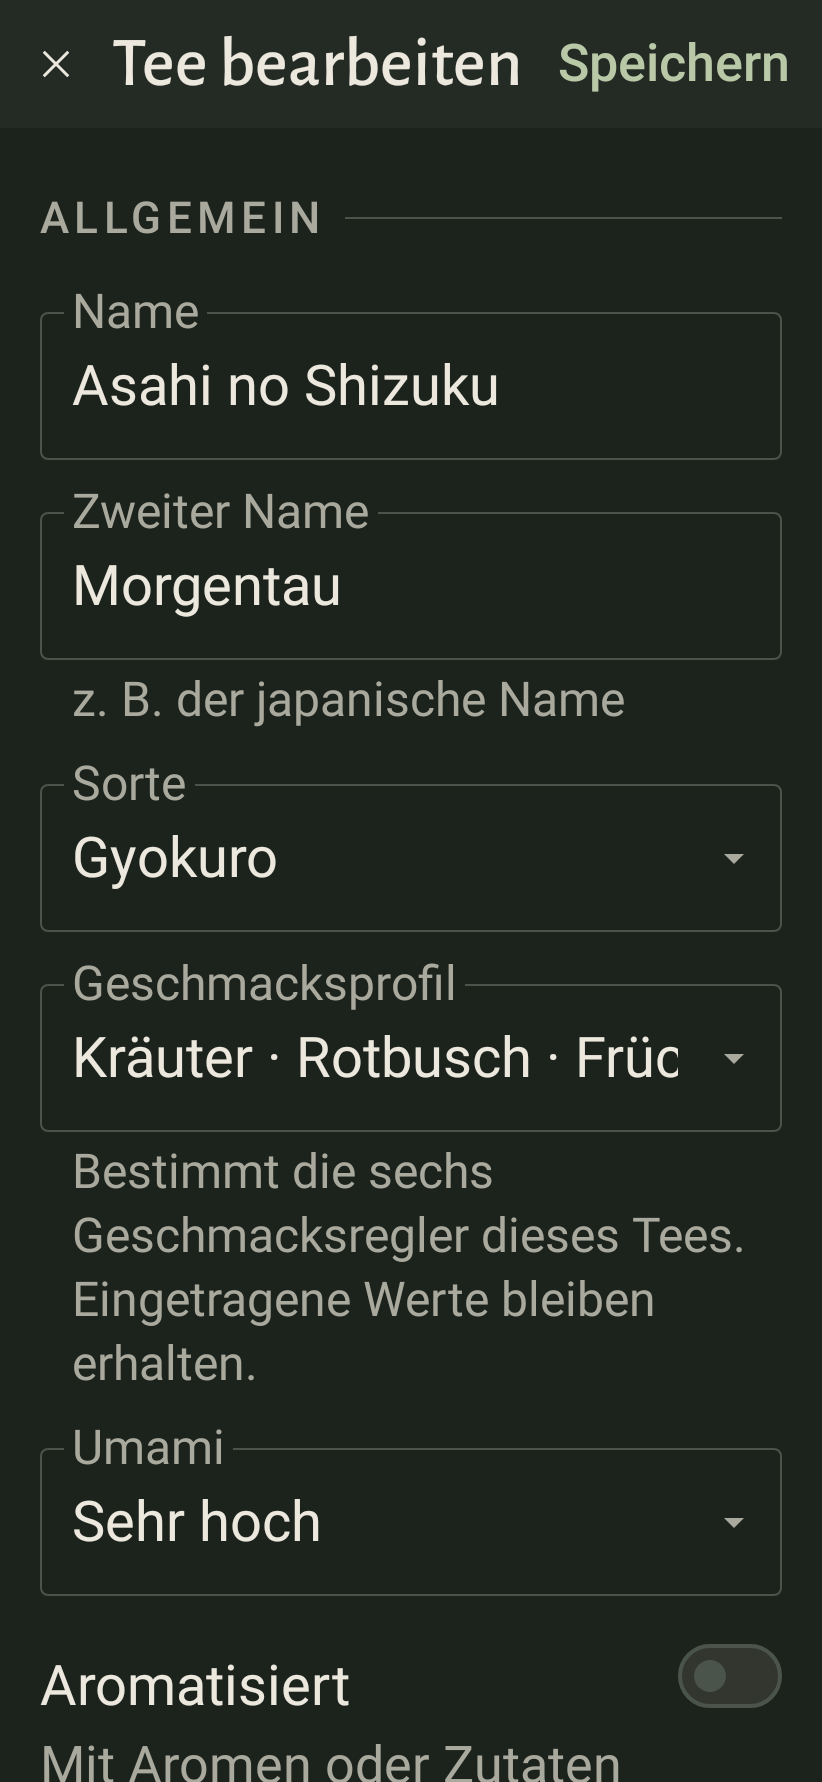 Tee bearbeiten Speichern
ALLGEMEIN
Name
Asahi no Shizuku
Zweiter Name
Morgentau
z. B. der japanische Name
Sorte
Gyokuro
Geschmacksprofil
Kräuter · Rotbusch · Früc
Bestimmt die sechs
Geschmacksregler dieses Tees.
Eingetragene Werte bleiben
erhalten.
Umami
Sehr hoch
Aromatisiert
Mit Aromen oder Zutaten